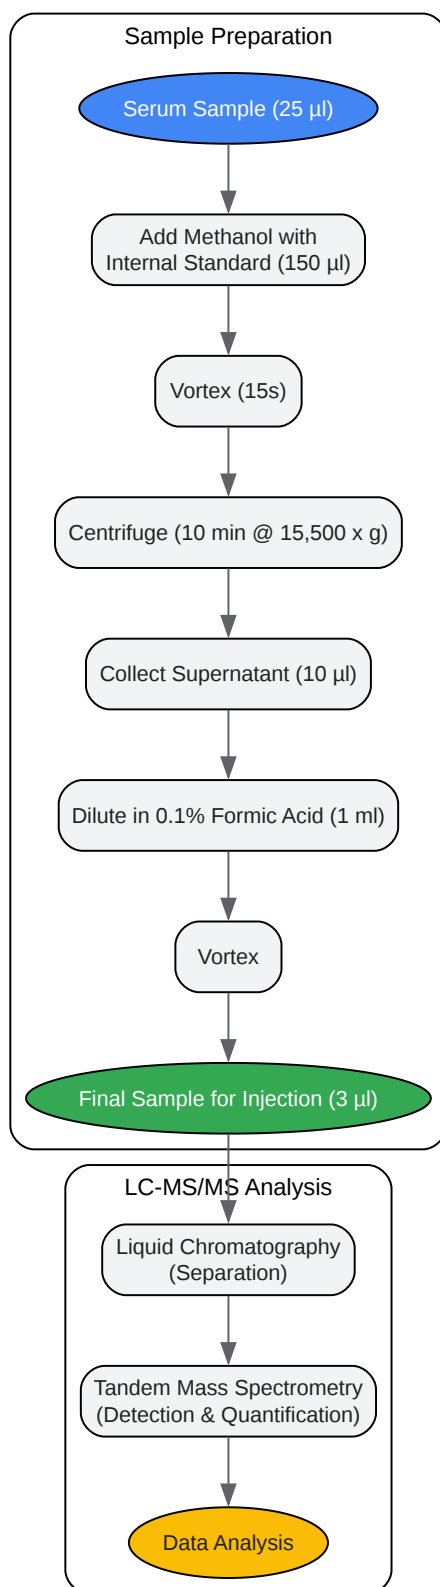 Sample Preparation
Serum Sample (25 µl)
Add Methanol with
Internal Standard (150 µl)
Vortex (15s)
Centrifuge (10 min @ 15,500 x g)
Collect Supernatant (10 µl)
Dilute in 0.1% Formic Acid (1 ml)
Vortex
Final Sample for Injection (3 µl)
LC-MS/MS Analysis
Liquid Chromatography
(Separation)
Tandem Mass Spectrometry
(Detection & Quantification)
Data Analysis